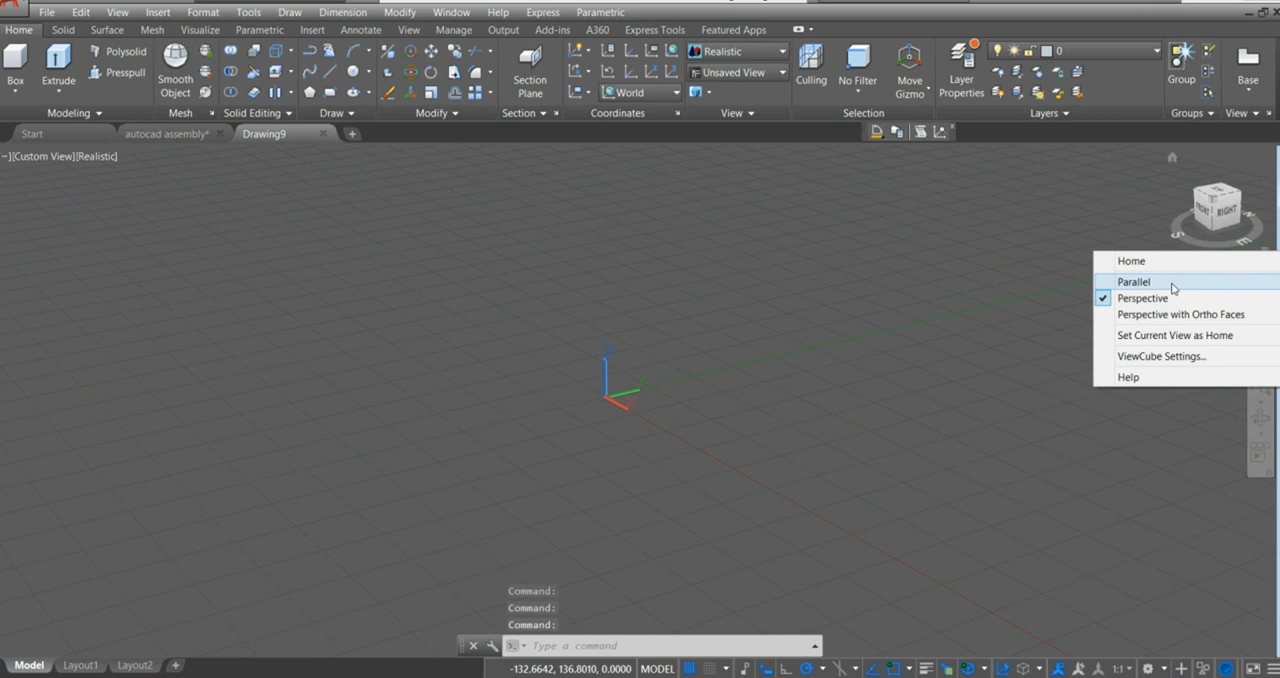 File Edit View Insert Format Tools Draw Dimension Modify Window Help Express Parametric
Home Solid Surface Mesh Visualize Parametric Insert Annotate View Manage Output Add-ins A360 Express Tools Featured Apps
Polysolid
Presspull
Box
Extrude
Smooth
Object
Section
Plane
Realistic
Unsaved View
World
Culling
No Filter
Move
Gizmo
Layer
Properties
0
Group
Base
Modeling Mesh Solid Editing Draw Modify Section Coordinates View Selection Layers Groups View
Start autocad assembly* Drawing9
–][Custom View][Realistic]
FRONT RIGHT
S E
Home
Parallel
Perspective
Perspective with Ortho Faces
Set Current View as Home
ViewCube Settings...
Help
Command:
Command:
Command:
Type a command
Model Layout1 Layout2
-132.6642, 136.8010, 0.0000 MODEL 1:1